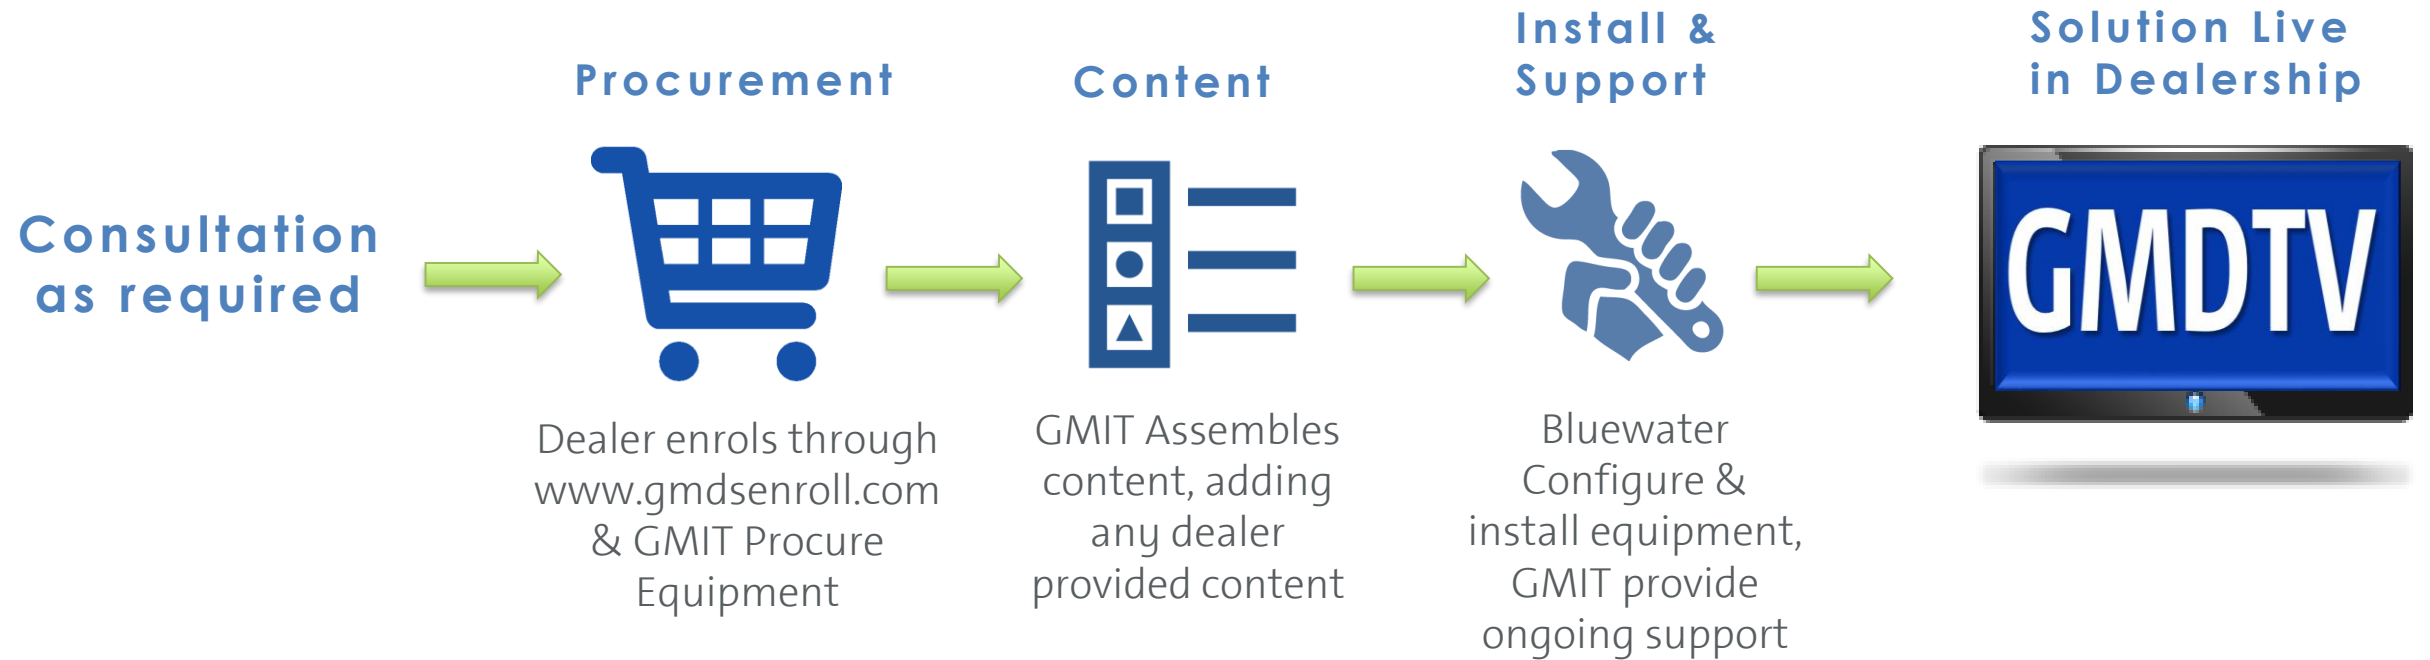 Consultation
as required
Procurement
Dealer enrols through
www.gmdsenroll.com
& GMIT Procure
Equipment
Content
GMIT Assembles
content, adding
any dealer
provided content
Install &
Support
Bluewater
Configure &
install equipment,
GMIT provide
ongoing support
Solution Live
in Dealership
GMDTV